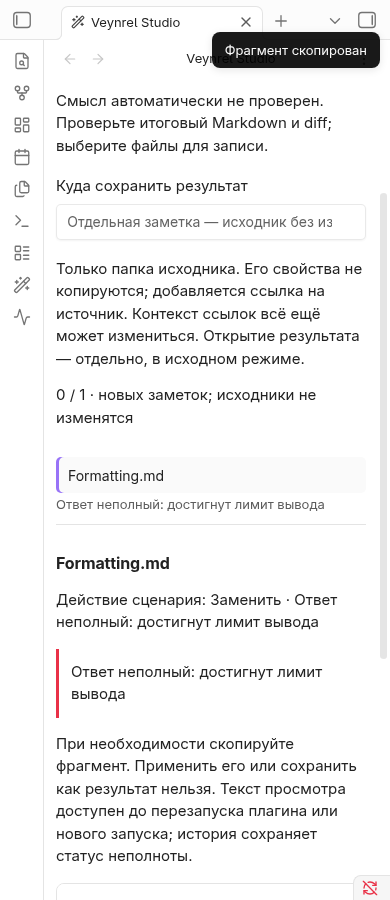 Veynrel Studio
Фрагмент скопирован
Смысл автоматически не проверен.
Проверьте итоговый Markdown и diff;
выберите файлы для записи.
Куда сохранить результат
Отдельная заметка — исходник без из
Только папка исходника. Его свойства не
копируются; добавляется ссылка на
источник. Контекст ссылок всё ещё
может измениться. Открытие результата
— отдельно, в исходном режиме.
0 / 1 · новых заметок; исходники не
изменятся
Formatting.md
Ответ неполный: достигнут лимит вывода
Formatting.md
Действие сценария: Заменить · Ответ
неполный: достигнут лимит вывода
Ответ неполный: достигнут лимит
вывода
При необходимости скопируйте
фрагмент. Применить его или сохранить
как результат нельзя. Текст просмотра
доступен до перезапуска плагина или
нового запуска; история сохраняет
статус неполноты.